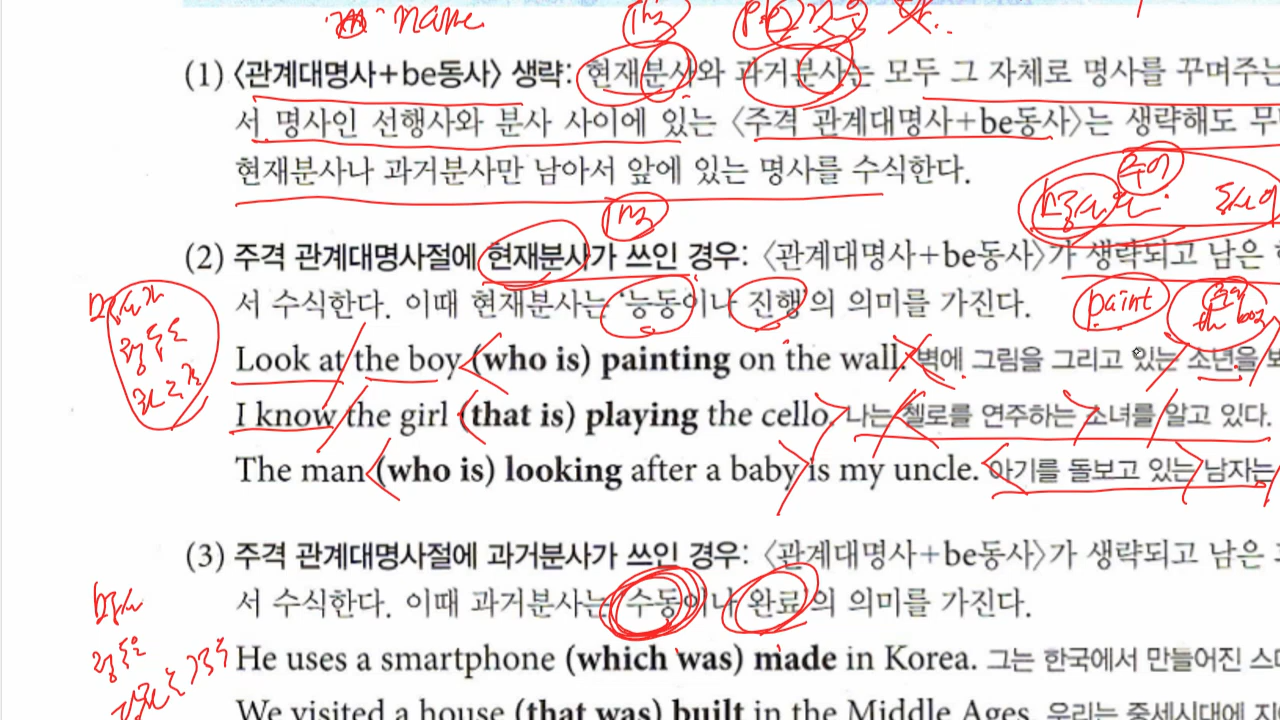 name ing
(1) 〈관계대명사+be동사〉 생략: 현재분사와 과거분사는 모두 그 자체로 명사를 꾸며주는
서 명사인 선행사와 분사 사이에 있는 〈주격 관계대명사+be동사〉는 생략해도 무
현재분사나 과거분사만 남아서 앞에 있는 명사를 수식한다.
주어
ing
(2) 주격 관계대명사절에 현재분사가 쓰인 경우: 〈관계대명사+be동사〉가 생략되고 남은
서 수식한다. 이때 현재분사는 '능동'이나 '진행'의 의미를 가진다.
paint
the boy
Look at the boy (who is) painting on the wall. 벽에 그림을 그리고 있는 소년을 보
I know the girl (that is) playing the cello. 나는 첼로를 연주하는 소녀를 알고 있다.
The man (who is) looking after a baby is my uncle. 아기를 돌보고 있는 남자는
(3) 주격 관계대명사절에 과거분사가 쓰인 경우: 〈관계대명사+be동사〉가 생략되고 남은
서 수식한다. 이때 과거분사는 '수동'이나 '완료'의 의미를 가진다.
He uses a smartphone (which was) made in Korea. 그는 한국에서 만들어진 스
We visited a house (that was) built in the Middle Ages. 우리는 중세시대에